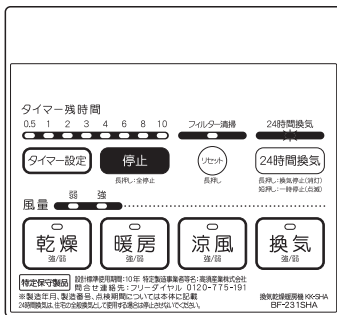 タイマー残時間
0.5 1 2 3 4 6 8 10 フィルター清掃 24時間換気
タイマー設定 停止 リセット 24時間換気
長押し:全停止 長押し 長押し:換気停止(消灯)
短押し:一時停止(点滅)
風量 弱 強
乾燥 暖房 涼風 換気
強/弱 強/弱 強/弱 強/弱
特定保守製品 設計標準使用期間:10年 特定製造事業者等名:高須産業株式会社
問合せ連絡先:フリーダイヤル 0120-775-191
※製造年月、製造番号、点検期間については本体に記載 換気乾燥暖房機 KK-SHA
24時間換気は、住宅の全般換気として使用する場合は停止させないでください。 BF-231SHA